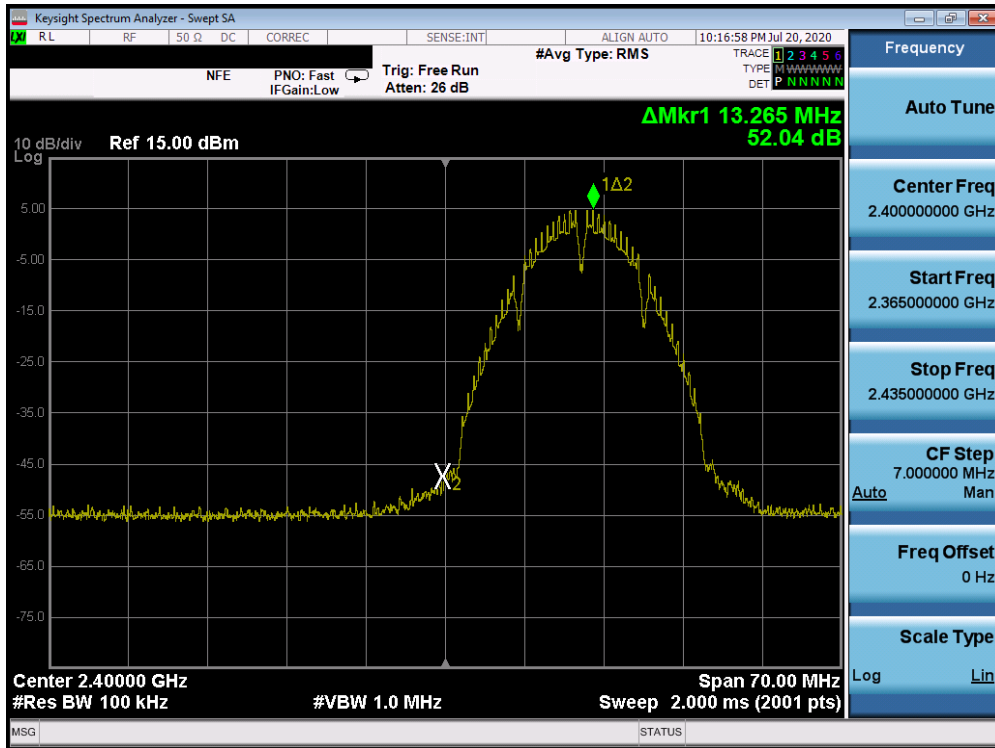 Keysight Spectrum Analyzer - Swept SA
LXI RL RF 50 Ω DC CORREC SENSE:INT ALIGN AUTO 10:16:58 PM Jul 20, 2020
NFE PNO: Fast Trig: Free Run #Avg Type: RMS TRACE 1 2 3 4 5 6
IFGain:Low Atten: 26 dB TYPE M W W W W W
DET P N N N N N
ΔMkr1 13.265 MHz
52.04 dB
10 dB/div Ref 15.00 dBm
Log
1Δ2
5.00
-5.00
-15.0
-25.0
-35.0
-45.0
X2
-55.0
-65.0
-75.0
Center 2.40000 GHz Span 70.00 MHz
#Res BW 100 kHz #VBW 1.0 MHz Sweep 2.000 ms (2001 pts)
MSG STATUS
Frequency
Auto Tune
Center Freq
2.400000000 GHz
Start Freq
2.365000000 GHz
Stop Freq
2.435000000 GHz
CF Step
7.000000 MHz
Auto Man
Freq Offset
0 Hz
Scale Type
Log Lin